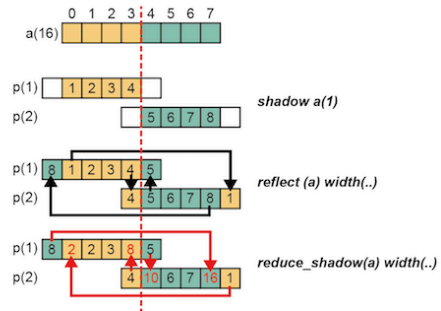 0 1 2 3 4 5 6 7
a(16)
p(1) 1 2 3 4
shadow a(1)
p(2) 5 6 7 8
p(1) 8 1 2 3 4 5
reflect (a) width(..)
p(2) 4 5 6 7 8 1
p(1) 8 2 2 3 8 5
reduce_shadow(a) width(..)
p(2) 4 10 6 7 16 1